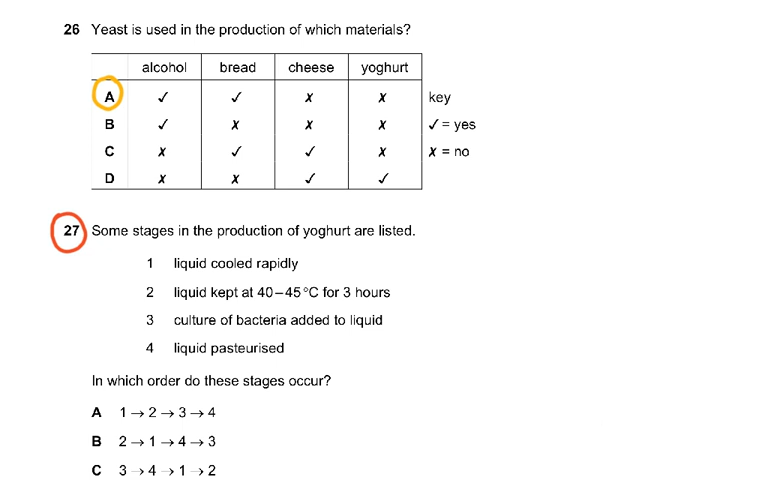 26 Yeast is used in the production of which materials?
alcohol bread cheese yoghurt
A ✓ ✓ ✗ ✗ key
B ✓ ✗ ✗ ✗ ✓ = yes
C ✗ ✓ ✓ ✗ ✗ = no
D ✗ ✗ ✓ ✓
27 Some stages in the production of yoghurt are listed.
1 liquid cooled rapidly
2 liquid kept at 40–45 °C for 3 hours
3 culture of bacteria added to liquid
4 liquid pasteurised
In which order do these stages occur?
A 1 → 2 → 3 → 4
B 2 → 1 → 4 → 3
C 3 → 4 → 1 → 2